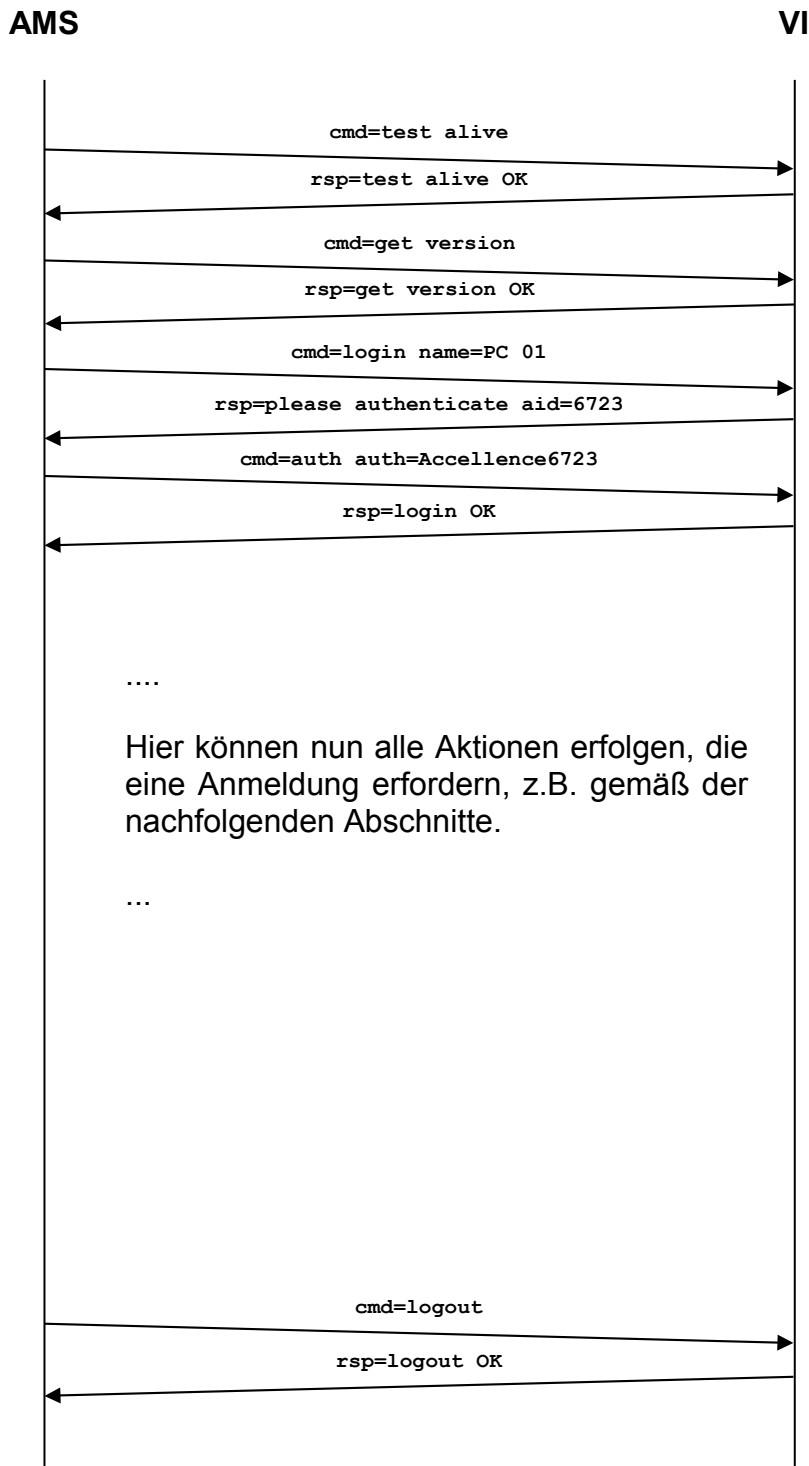 AMS VI
cmd=test alive
rsp=test alive OK
cmd=get version
rsp=get version OK
cmd=login name=PC 01
rsp=please authenticate aid=6723
cmd=auth auth=Accellence6723
rsp=login OK
....
Hier können nun alle Aktionen erfolgen, die
eine Anmeldung erfordern, z.B. gemäß der
nachfolgenden Abschnitte.
...
cmd=logout
rsp=logout OK